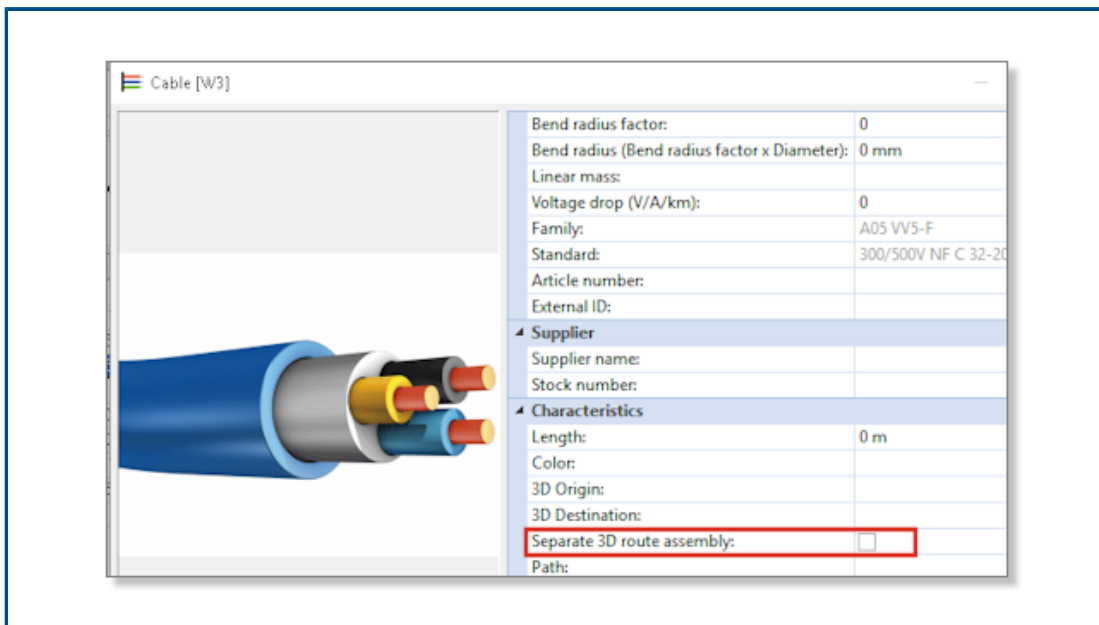 Cable [W3]
Bend radius factor: 0
Bend radius (Bend radius factor x Diameter): 0 mm
Linear mass:
Voltage drop (V/A/km): 0
Family: A05 VV5-F
Standard: 300/500V NF C 32-20
Article number:
External ID:
Supplier
Supplier name:
Stock number:
Characteristics
Length: 0 m
Color:
3D Origin:
3D Destination:
Separate 3D route assembly:
Path: